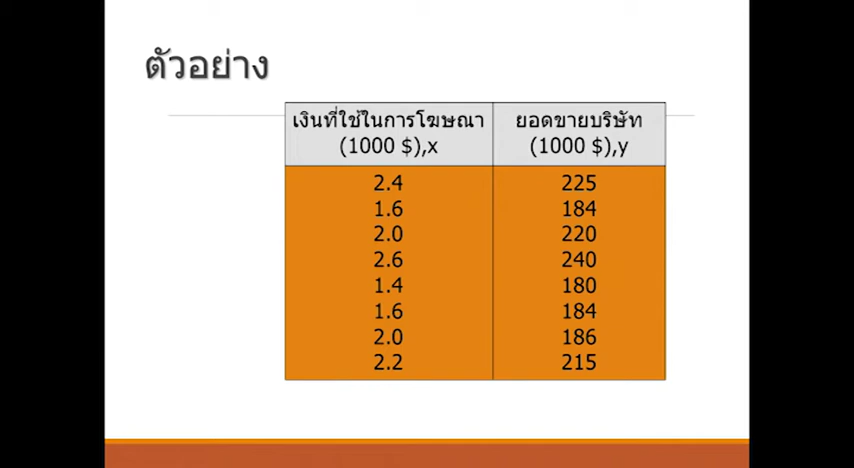 ตัวอย่าง
เงินที่ใช้ในการโฆษณา ยอดขายบริษัท
(1000 $),x (1000 $),y
2.4 225
1.6 184
2.0 220
2.6 240
1.4 180
1.6 184
2.0 186
2.2 215